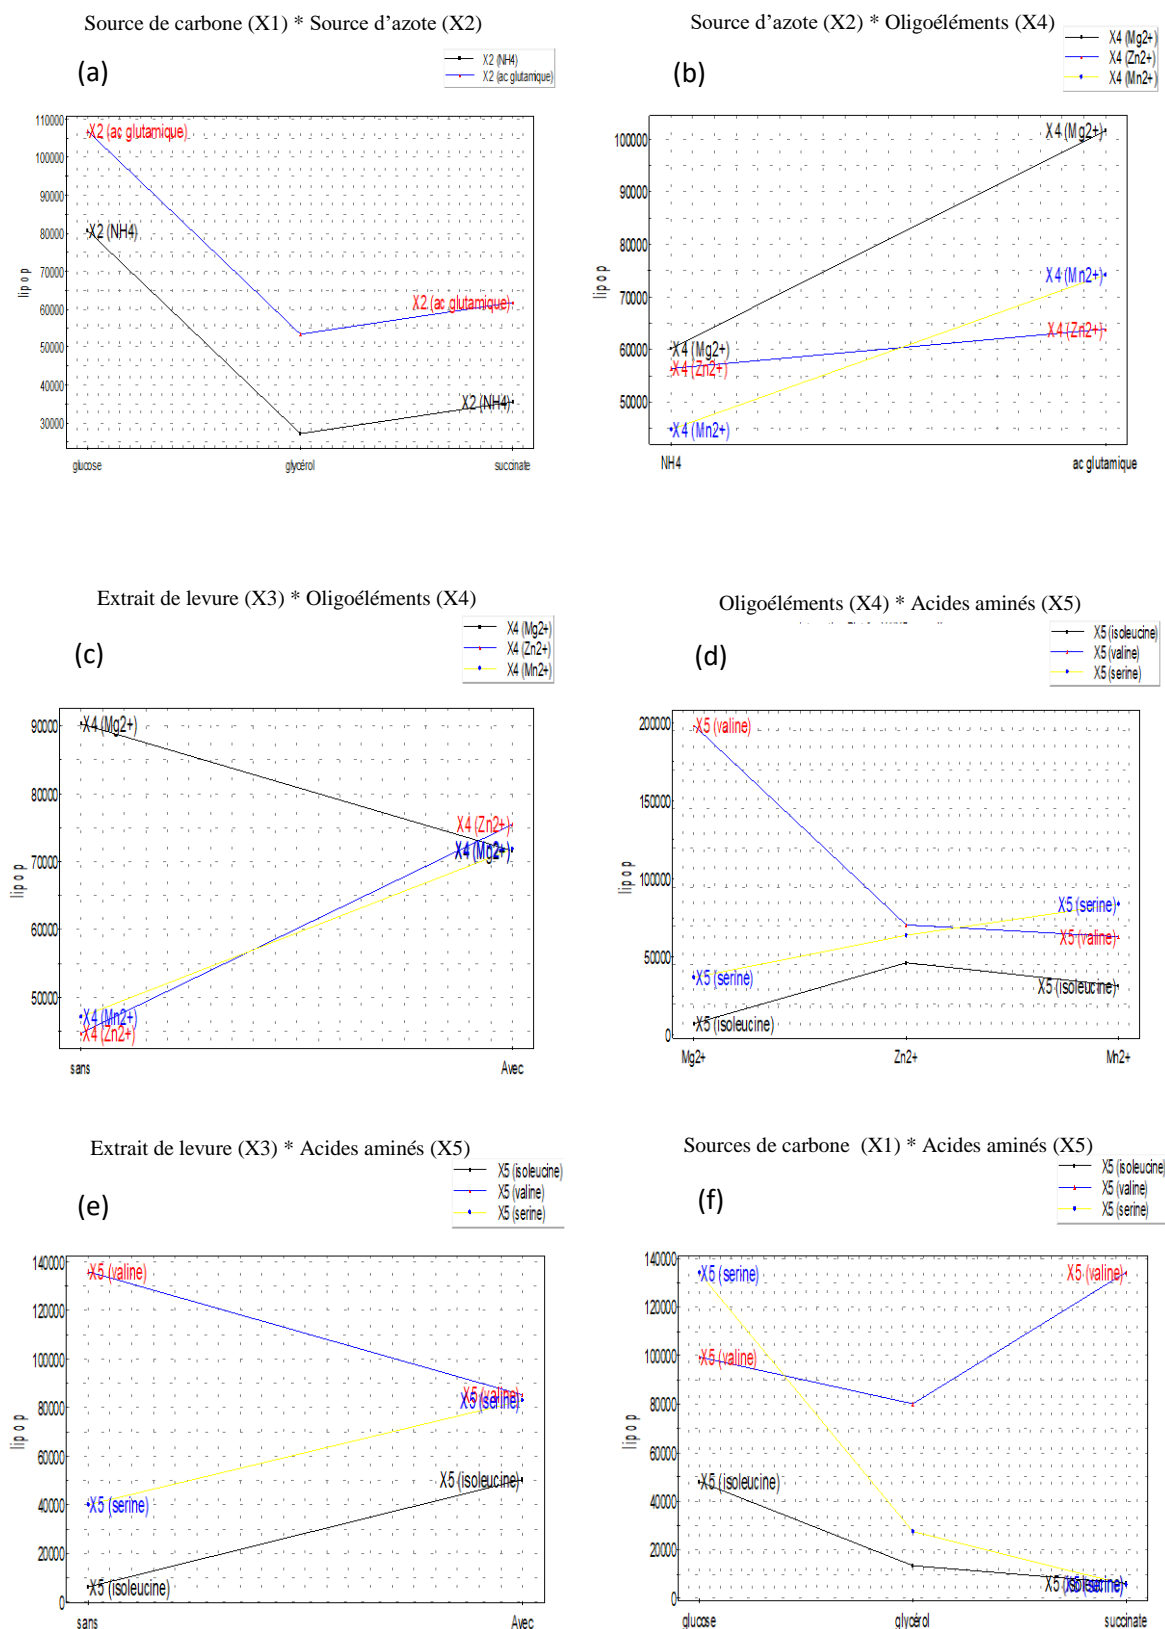 Source de carbone (X1) * Source d’azote (X2)
X2 (NH4)
X2 (ac glutamique)
(a)
110000
100000
90000
80000
70000
60000
50000
40000
30000
lip o p
X2 (ac glutamique)
X2 (NH4)
X2 (ac glutamique)
X2 (NH4)
glucose
glycérol
succinate
Source d’azote (X2) * Oligoéléments (X4)
X4 (Mg2+)
X4 (Zn2+)
X4 (Mn2+)
(b)
100000
90000
80000
70000
60000
50000
lip o p
X4 (Mg2+)
X4 (Mn2+)
X4 (Zn2+)
X4 (Mg2+)
X4 (Zn2+)
X4 (Mn2+)
NH4
ac glutamique
Extrait de levure (X3) * Oligoéléments (X4)
X4 (Mg2+)
X4 (Zn2+)
X4 (Mn2+)
(c)
90000
80000
70000
60000
50000
lip o p
X4 (Mg2+)
X4 (Zn2+)
X4 (Mg2+)
X4 (Mn2+)
X4 (Zn2+)
sans
Avec
Oligoéléments (X4) * Acides aminés (X5)
X5 (isoleucine)
X5 (valine)
X5 (serine)
(d)
200000
150000
100000
50000
0
lip o p
X5 (valine)
X5 (serine)
X5 (valine)
X5 (serine)
X5 (isoleucine)
X5 (isoleucine)
Mg2+
Zn2+
Mn2+
Extrait de levure (X3) * Acides aminés (X5)
X5 (isoleucine)
X5 (valine)
X5 (serine)
(e)
140000
120000
100000
80000
60000
40000
20000
0
lip o p
X5 (valine)
X5 (valine)
X5 (serine)
X5 (isoleucine)
X5 (serine)
X5 (isoleucine)
sans
Avec
Sources de carbone (X1) * Acides aminés (X5)
X5 (isoleucine)
X5 (valine)
X5 (serine)
(f)
140000
120000
100000
80000
60000
40000
20000
0
lip o p
X5 (serine)
X5 (valine)
X5 (valine)
X5 (isoleucine)
X5 (isoleucine)
glucose
glycérol
succinate